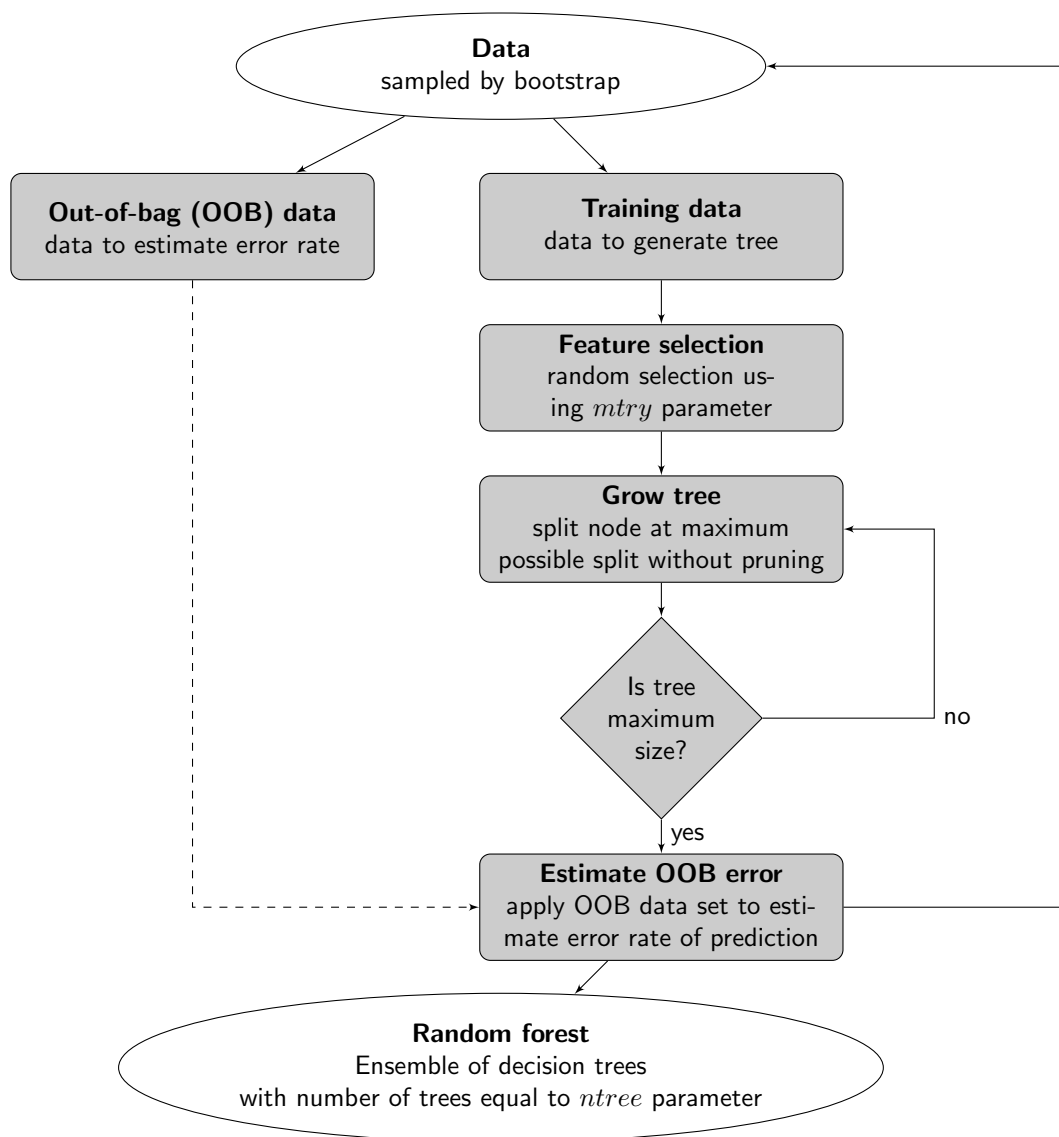 Data
sampled by bootstrap
Out-of-bag (OOB) data
data to estimate error rate
Training data
data to generate tree
Feature selection
random selection us-
ing mtry parameter
Grow tree
split node at maximum
possible split without pruning
Is tree
maximum
size?
no
yes
Estimate OOB error
apply OOB data set to esti-
mate error rate of prediction
Random forest
Ensemble of decision trees
with number of trees equal to ntree parameter